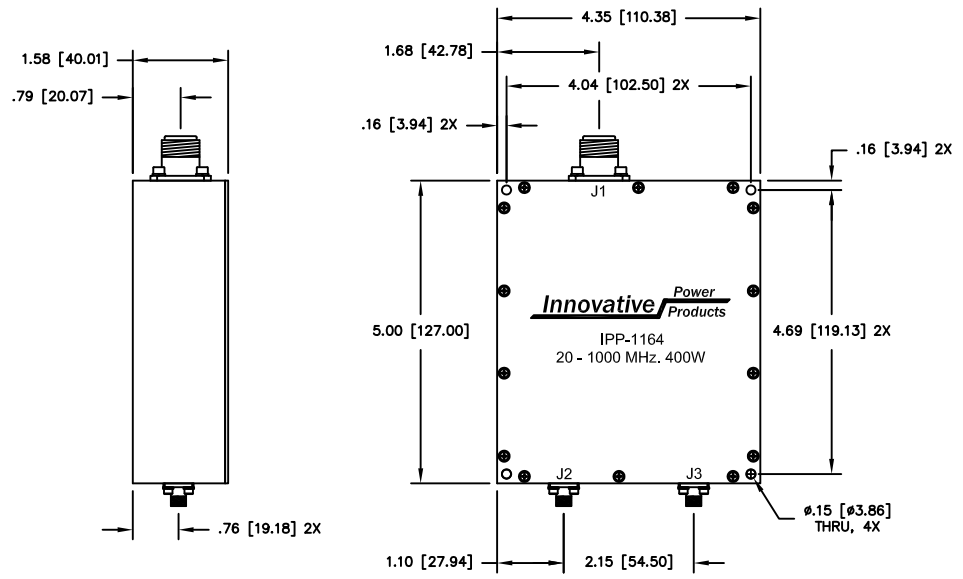 4.35 [110.38]
1.58 [40.01]
1.68 [42.78]
.79 [20.07]
4.04 [102.50] 2X
.16 [3.94] 2X
.16 [3.94] 2X
J1
Innovative Power Products
5.00 [127.00]
4.69 [119.13] 2X
IPP-1164
20 - 1000 MHz. 400W
J2
J3
ø.15 [ø3.86]
THRU, 4X
.76 [19.18] 2X
1.10 [27.94]
2.15 [54.50]